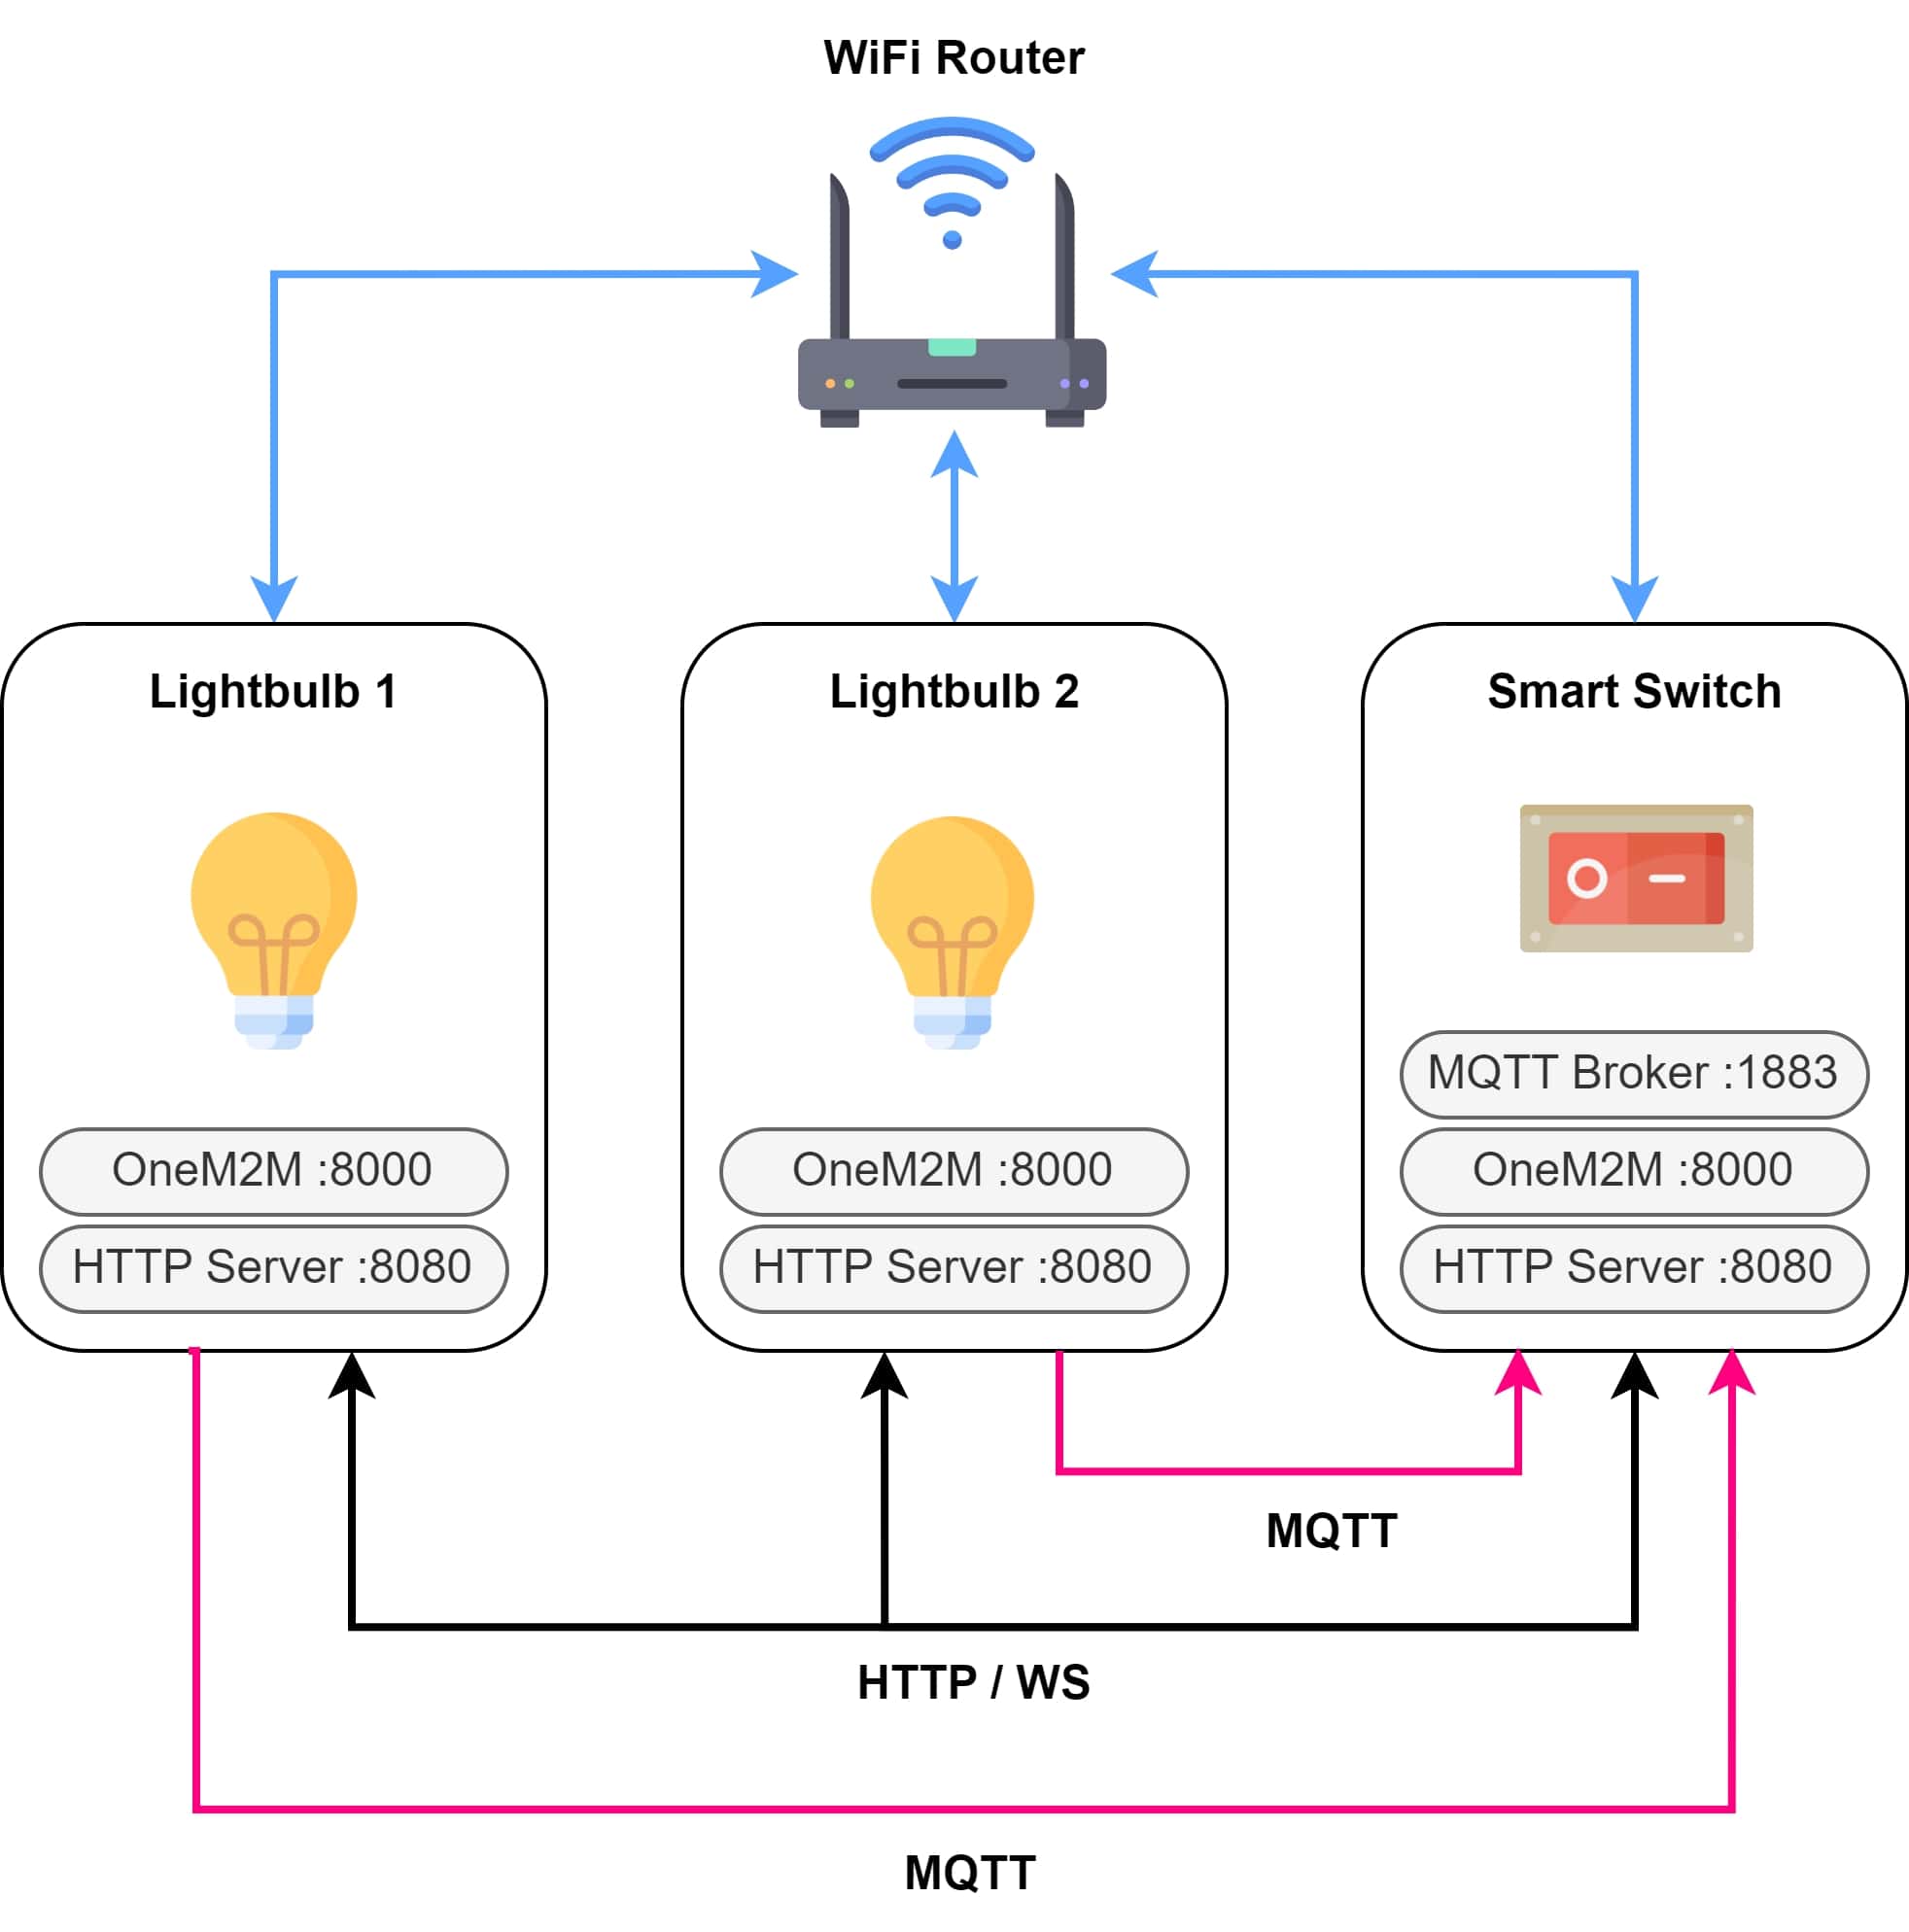 WiFi Router
Lightbulb 1
OneM2M :8000
HTTP Server :8080
Lightbulb 2
OneM2M :8000
HTTP Server :8080
Smart Switch
MQTT Broker :1883
OneM2M :8000
HTTP Server :8080
MQTT
HTTP / WS
MQTT